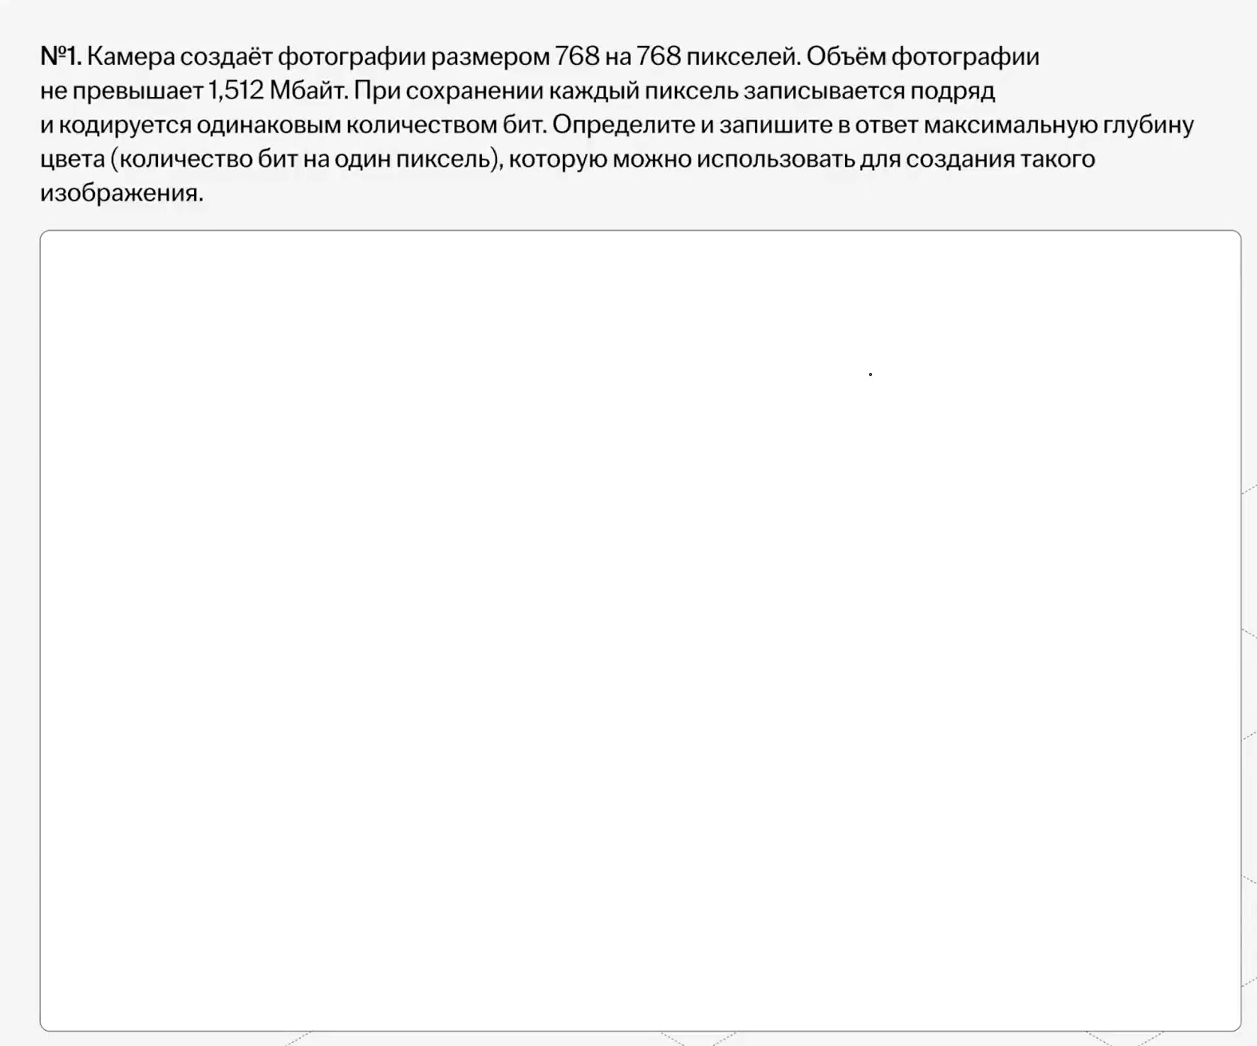 №1. Камера создаёт фотографии размером 768 на 768 пикселей. Объём фотографии
не превышает 1,512 Мбайт. При сохранении каждый пиксель записывается подряд
и кодируется одинаковым количеством бит. Определите и запишите в ответ максимальную глубину
цвета (количество бит на один пиксель), которую можно использовать для создания такого
изображения.